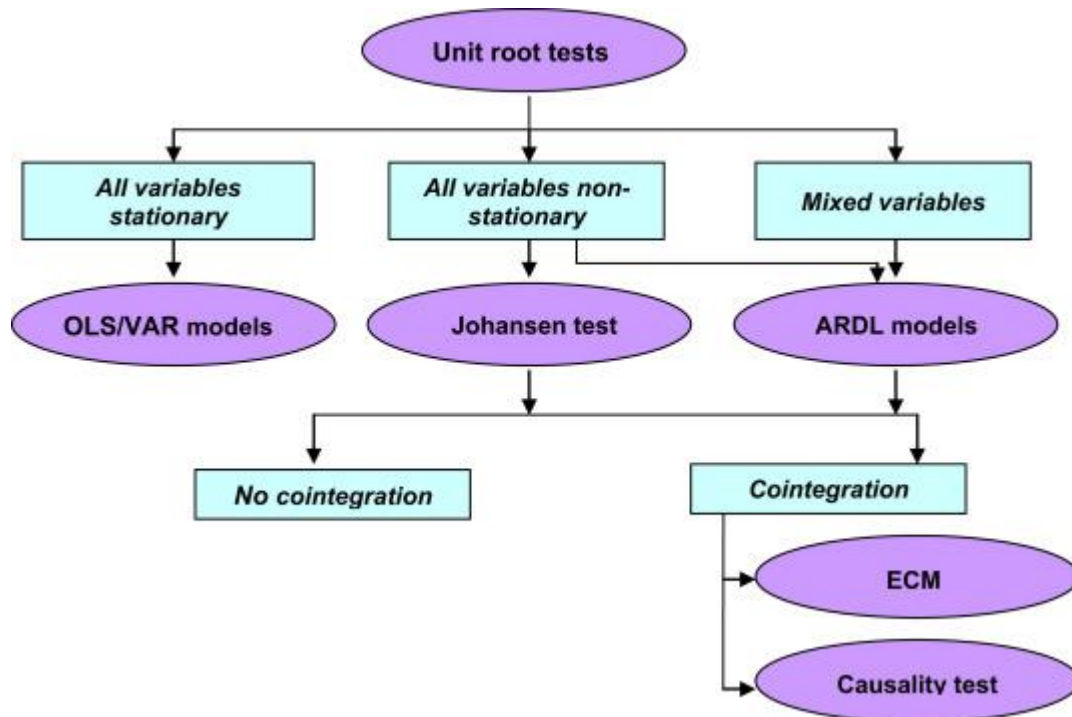 Unit root tests
All variables
stationary
All variables non-
stationary
Mixed variables
OLS/VAR models
Johansen test
ARDL models
No cointegration
Cointegration
ECM
Causality test